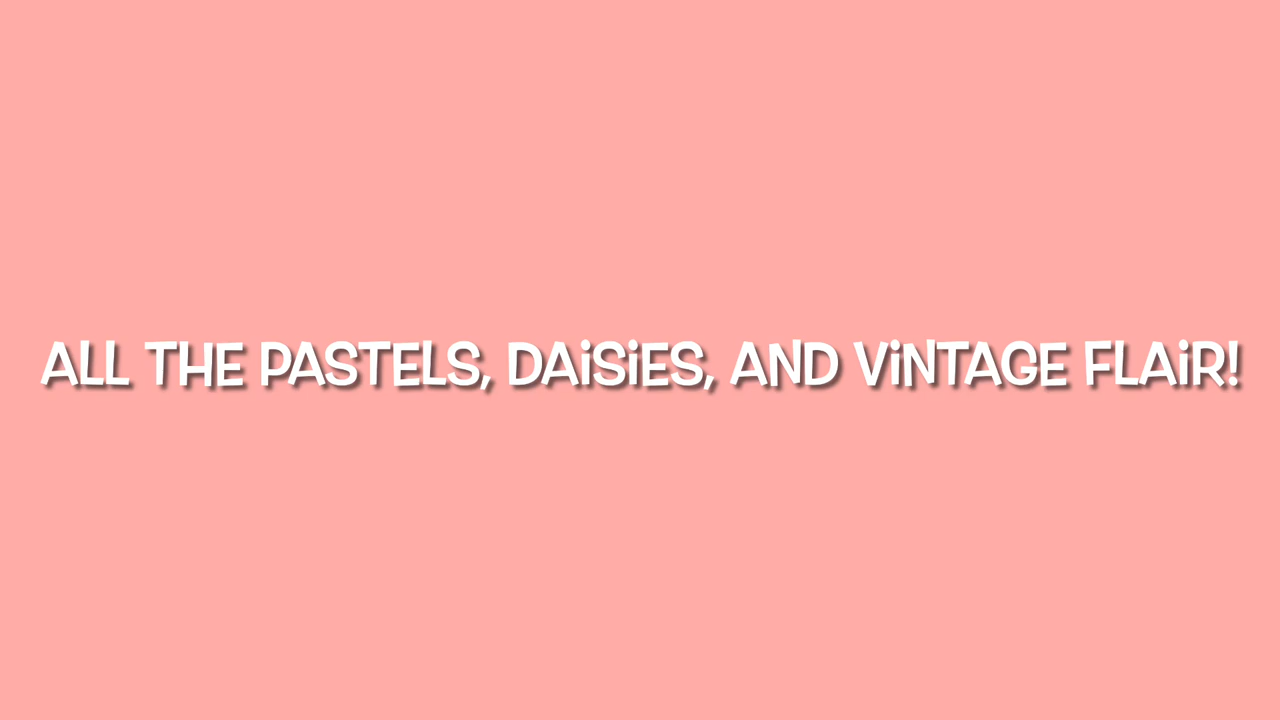 ALL THE PASTELS, DAiSiES, AND ViNTAGE FLAiR!